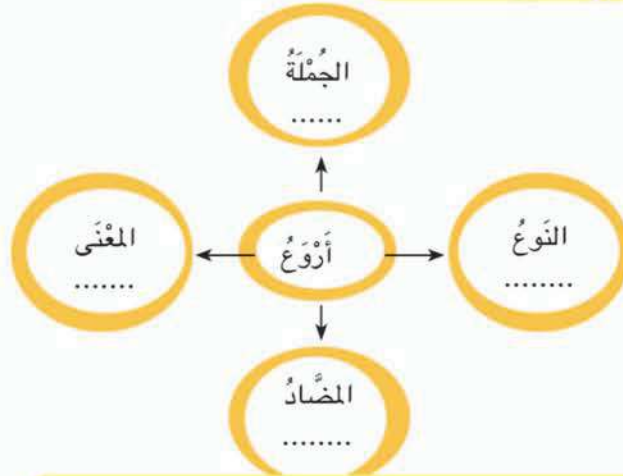 الجُمْلَةُ
......
النَوعُ
........
أَرْوَعُ
المعْنَى
.......
المضَّادُ
........